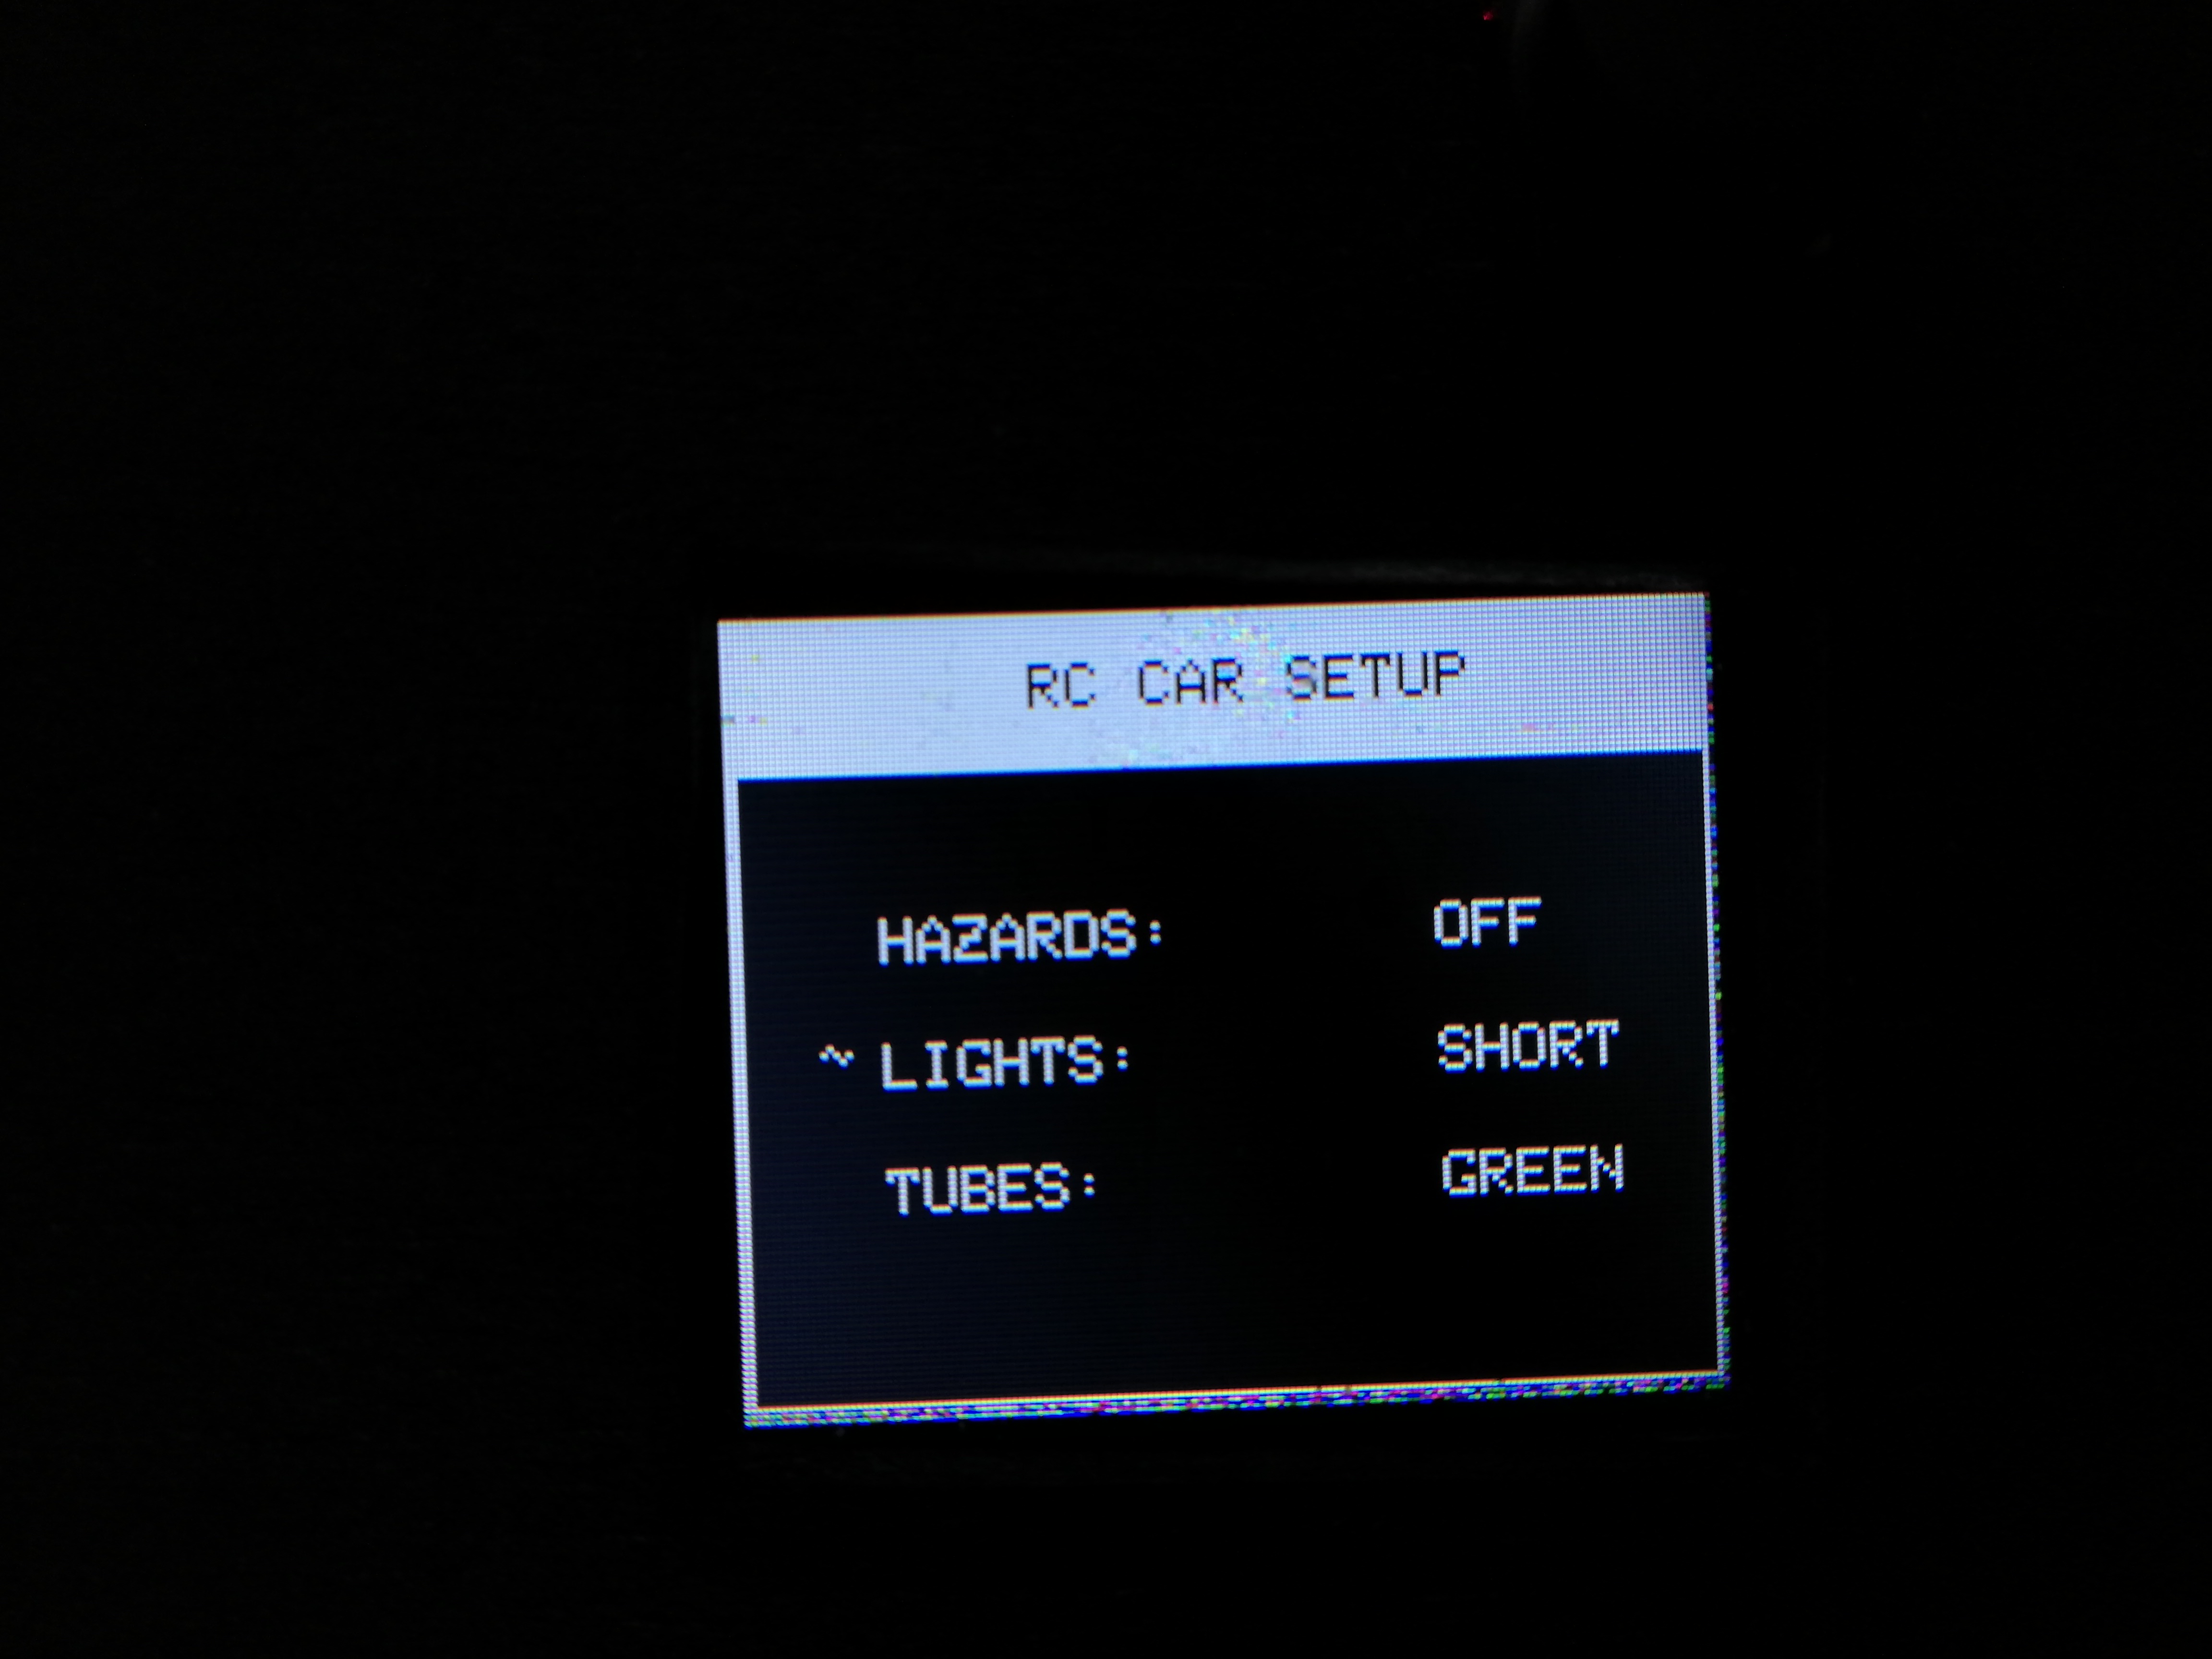 RC CAR SETUP
HAZARDS: OFF
~ LIGHTS: SHORT
TUBES: GREEN